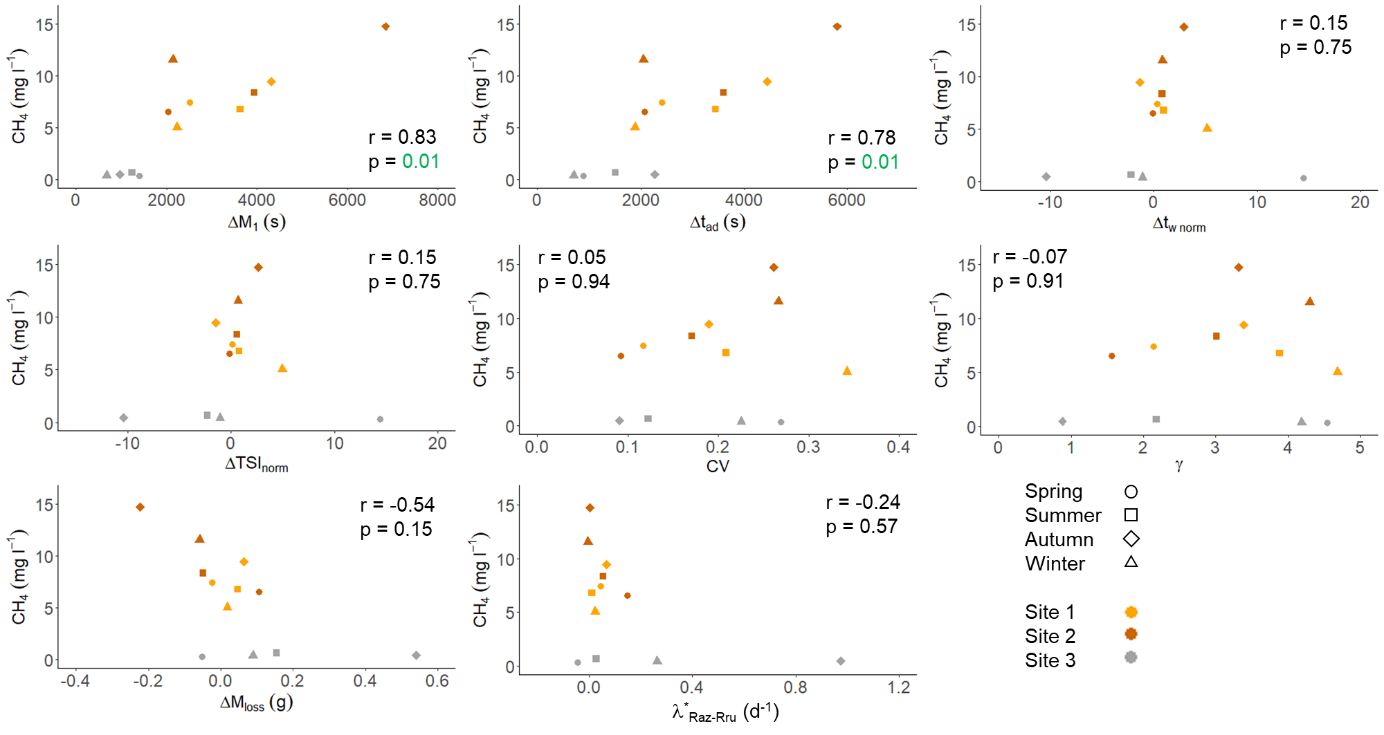 15
10
5
0
CH₄ (mg l⁻¹)
r = 0.83
p = 0.01
0 2000 4000 6000 8000
ΔM₁ (s)
15
10
5
0
CH₄ (mg l⁻¹)
r = 0.78
p = 0.01
0 2000 4000 6000
Δt_ad (s)
15
10
5
0
CH₄ (mg l⁻¹)
r = 0.15
p = 0.75
-10 0 10 20
Δt_w norm
15
10
5
0
CH₄ (mg l⁻¹)
r = 0.15
p = 0.75
-10 0 10 20
ΔTSI_norm
15
10
5
0
CH₄ (mg l⁻¹)
r = 0.05
p = 0.94
0.0 0.1 0.2 0.3 0.4
CV
15
10
5
0
CH₄ (mg l⁻¹)
r = -0.07
p = 0.91
0 1 2 3 4 5
γ
15
10
5
0
CH₄ (mg l⁻¹)
r = -0.54
p = 0.15
-0.4 -0.2 0.0 0.2 0.4 0.6
ΔM_loss (g)
15
10
5
0
CH₄ (mg l⁻¹)
r = -0.24
p = 0.57
0.0 0.4 0.8 1.2
λ*_Raz-Rru (d⁻¹)
Spring
Summer
Autumn
Winter
Site 1
Site 2
Site 3